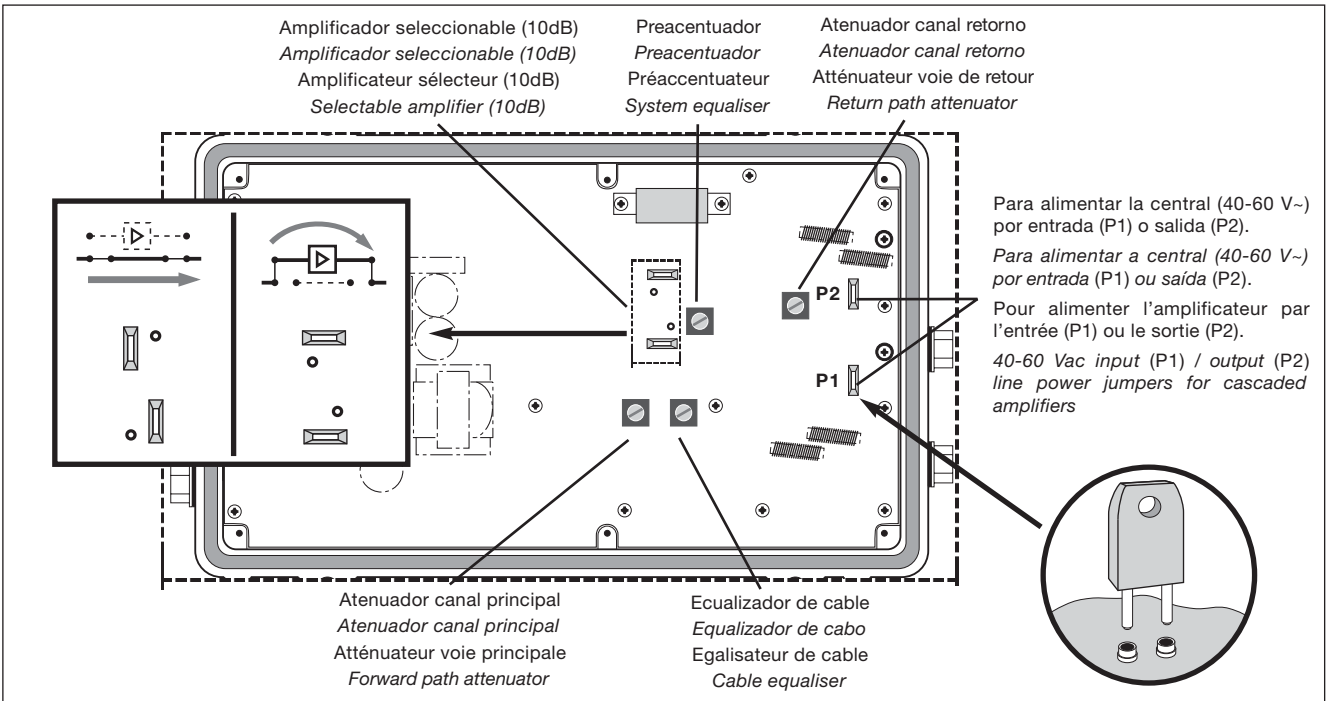 Amplificador seleccionable (10dB)
Amplificador seleccionable (10dB)
Amplificateur sélecteur (10dB)
Selectable amplifier (10dB)
Preacentuador
Preacentuador
Préaccentuateur
System equaliser
Atenuador canal retorno
Atenuador canal retorno
Atténuateur voie de retour
Return path attenuator
Para alimentar la central (40-60 V~)
por entrada (P1) o salida (P2).
Para alimentar a central (40-60 V~)
por entrada (P1) ou saída (P2).
Pour alimenter l’amplificateur par
l’entrée (P1) ou le sortie (P2).
40-60 Vac input (P1) / output (P2)
line power jumpers for cascaded
amplifiers
P2
P1
Atenuador canal principal
Atenuador canal principal
Atténuateur voie principale
Forward path attenuator
Ecualizador de cable
Equalizador de cabo
Egalisateur de cable
Cable equaliser